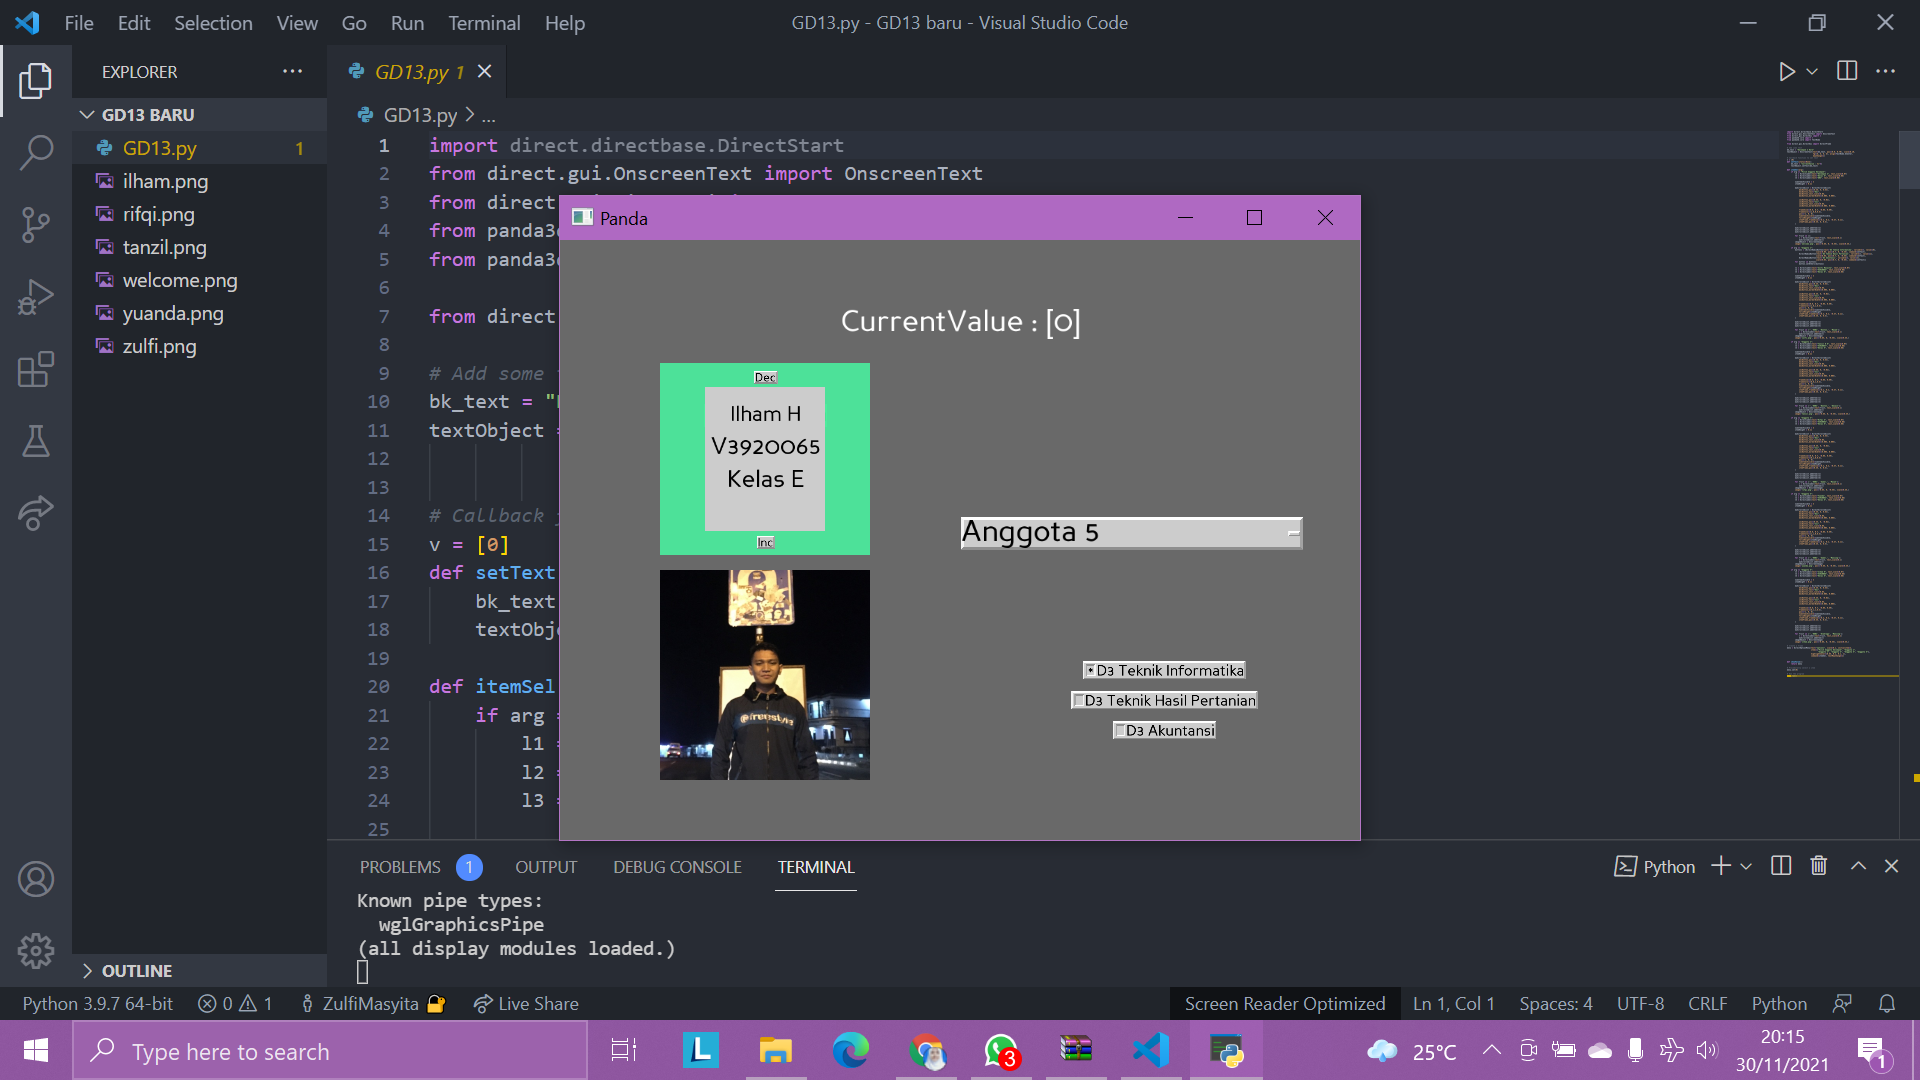 File Edit Selection View Go Run Terminal Help
GD13.py - GD13 baru - Visual Studio Code
EXPLORER
GD13 BARU
GD13.py 1
ilham.png
rifqi.png
tanzil.png
welcome.png
yuanda.png
zulfi.png
OUTLINE
GD13.py 1
GD13.py > ...
1 import direct.directbase.DirectStart
2 from direct.gui.OnscreenText import OnscreenText
3 from direct
4 from panda3
5 from panda3
6
7 from direct
8
9 # Add some
10 bk_text = "
11 textObject =
12
13
14 # Callback
15 v = [0]
16 def setText
17 bk_text
18 textObj
19
20 def itemSel
21 if arg
22 l1 =
23 l2 =
24 l3
25
Panda
CurrentValue : [0]
Dec
Ilham H
V3920065
Kelas E
Inc
Anggota 5
D3 Teknik Informatika
D3 Teknik Hasil Pertanian
D3 Akuntansi
@freestyle
PROBLEMS 1 OUTPUT DEBUG CONSOLE TERMINAL
Python
Known pipe types:
wglGraphicsPipe
(all display modules loaded.)
Python 3.9.7 64-bit 0 1 ZulfiMasyita Live Share
Screen Reader Optimized Ln 1, Col 1 Spaces: 4 UTF-8 CRLF Python
Type here to search
L
3
25°C
20:15
30/11/2021
1